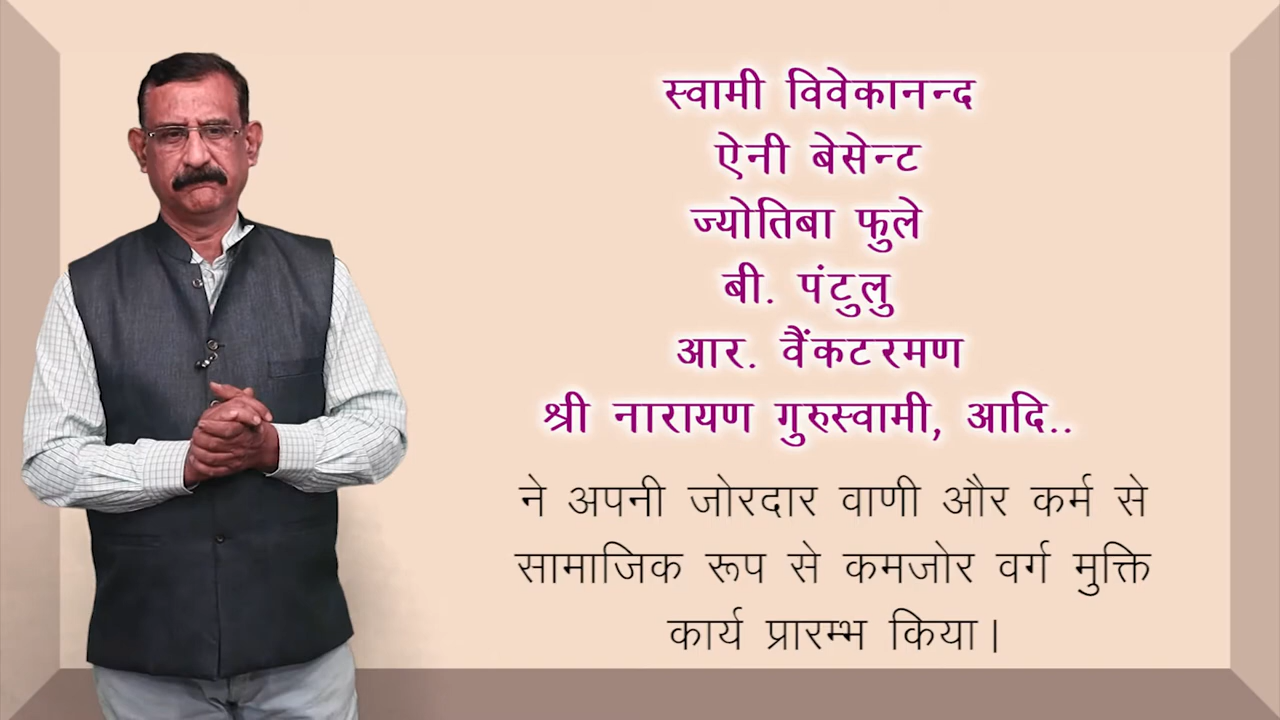 स्वामी विवेकानन्द
ऐनी बेसेन्ट
ज्योतिबा फुले
बी. पंटुलु
आर. वैंकटरमण
श्री नारायण गुरुस्वामी, आदि..
ने अपनी जोरदार वाणी और कर्म से
सामाजिक रूप से कमजोर वर्ग मुक्ति
कार्य प्रारम्भ किया।